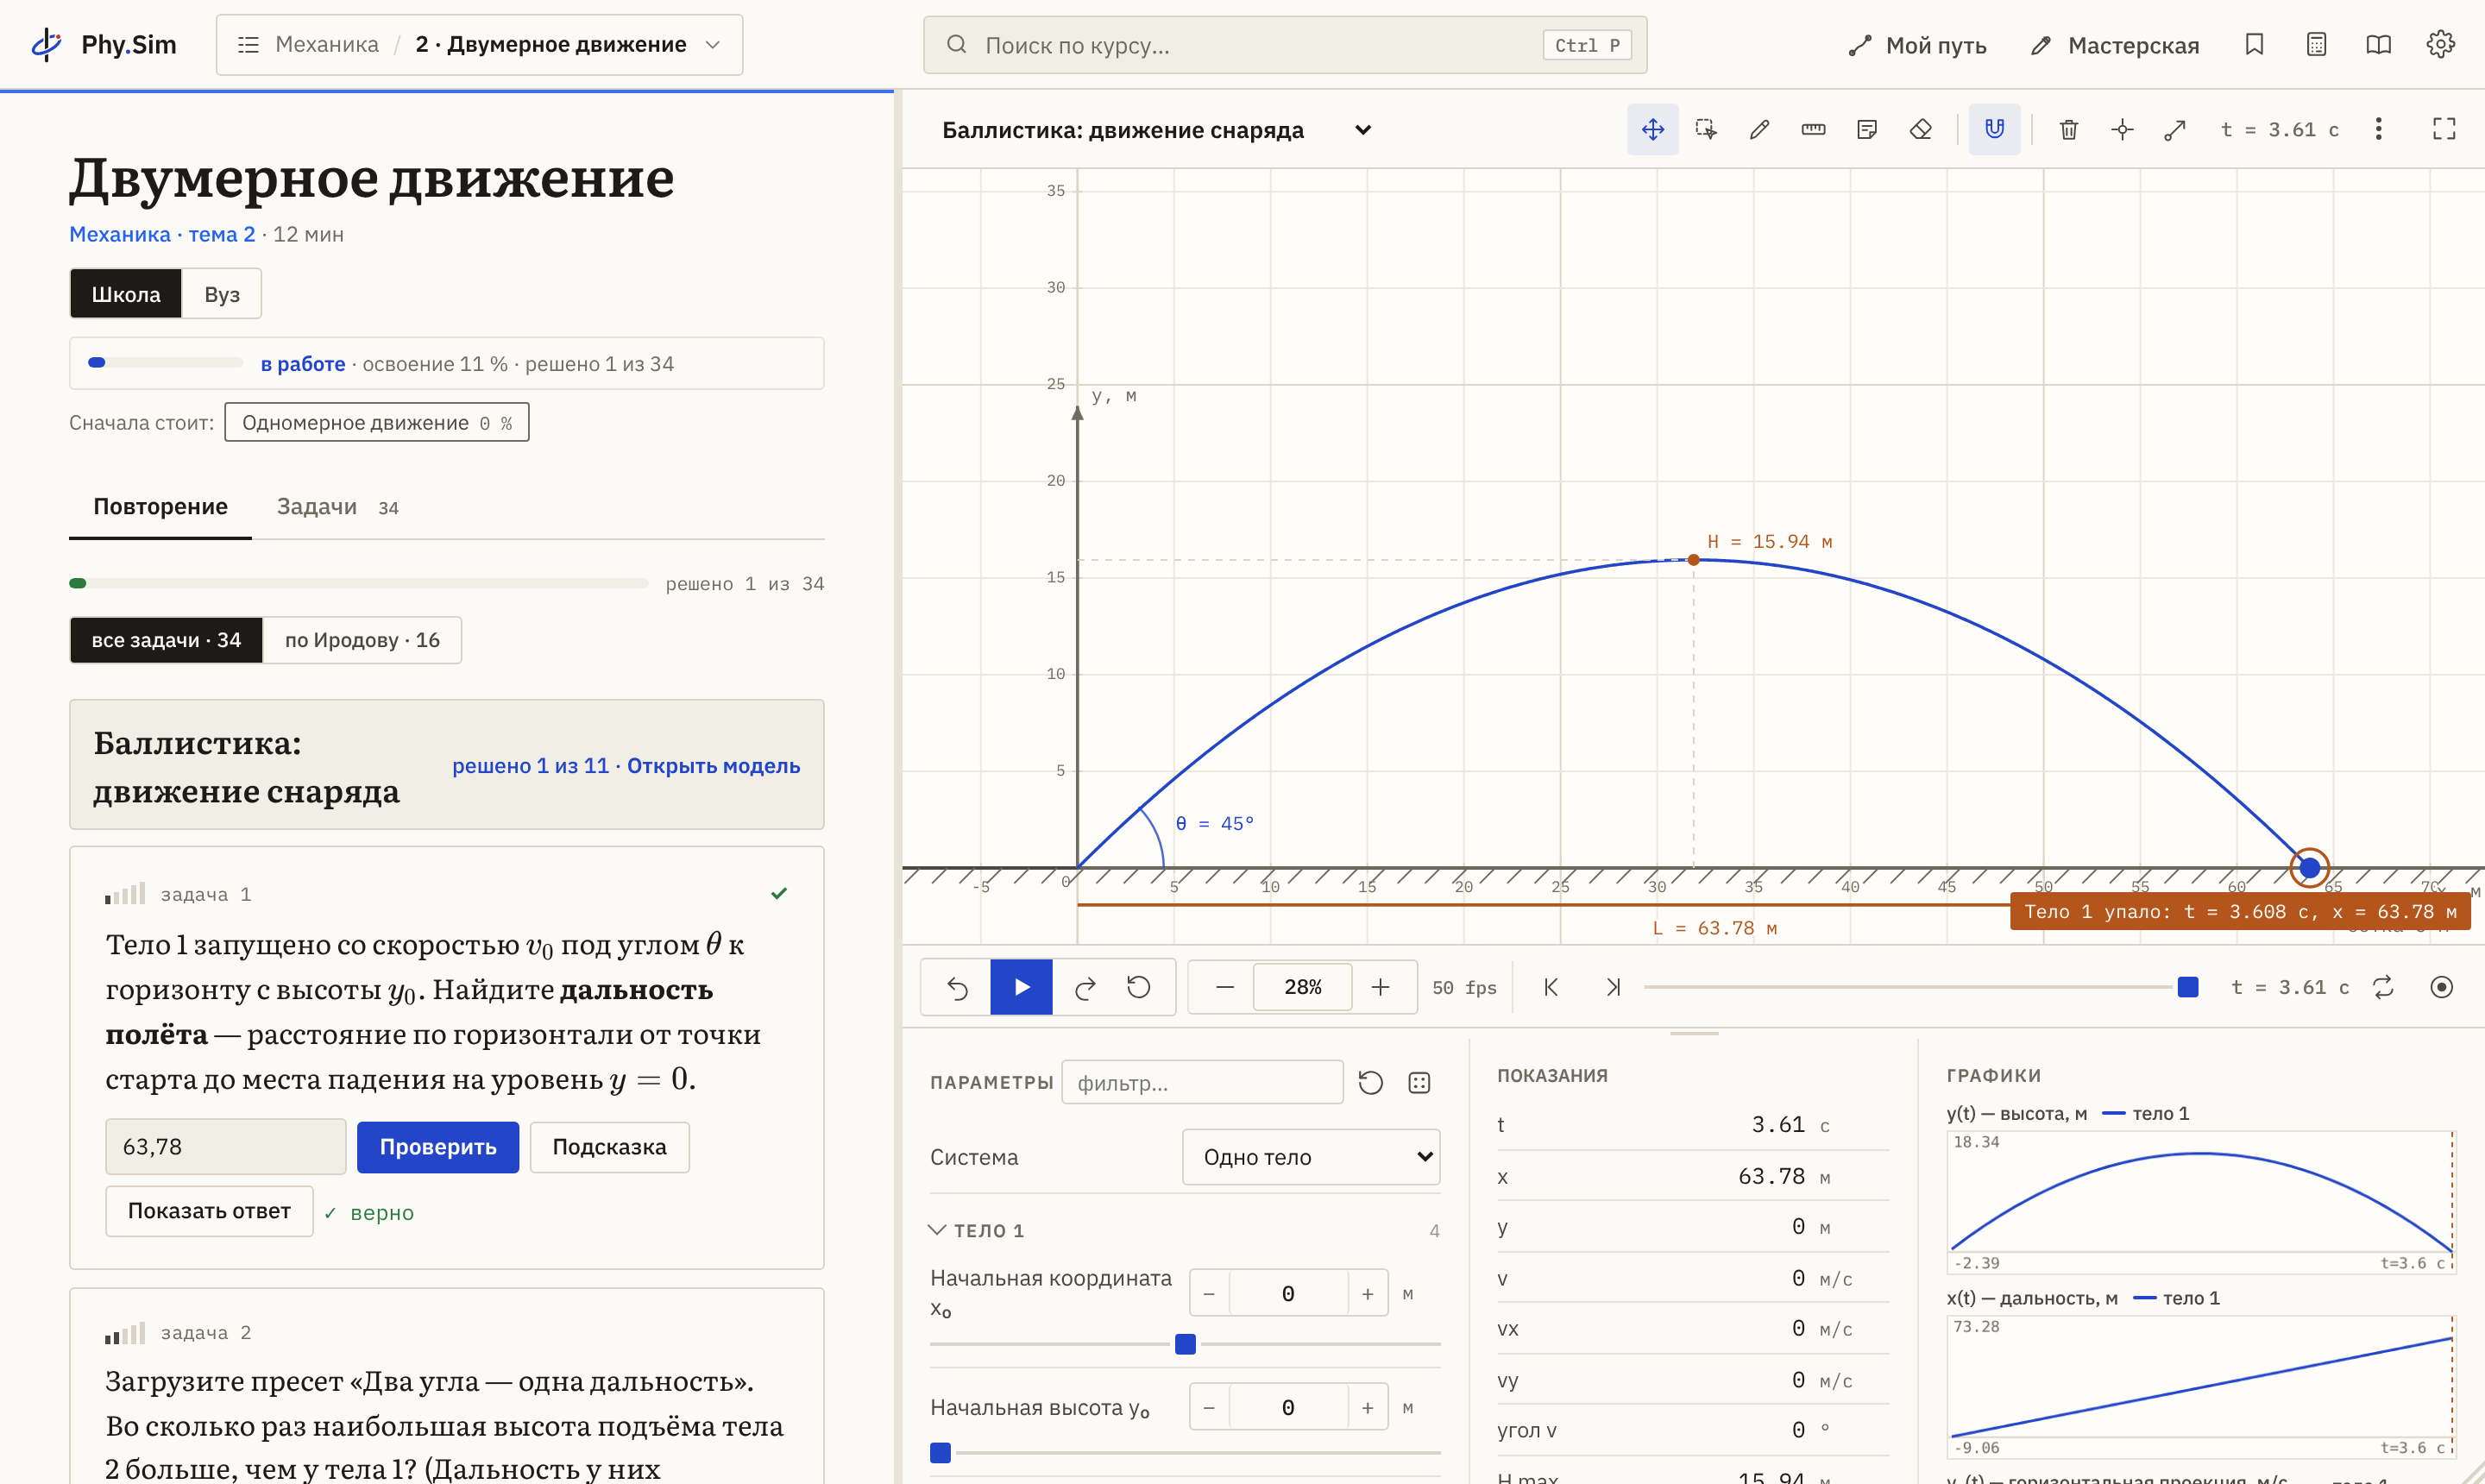 Phy.Sim
Механика / 2 · Двумерное движение
Поиск по курсу...
Ctrl P
Мой путь
Мастерская
Двумерное движение
Механика · тема 2 · 12 мин
Школа
Вуз
в работе · освоение 11 % · решено 1 из 34
Сначала стоит: Одномерное движение 0 %
Повторение
Задачи 34
решено 1 из 34
все задачи · 34
по Иродову · 16
Баллистика:
движение снаряда
решено 1 из 11 · Открыть модель
задача 1
Тело 1 запущено со скоростью v₀ под углом θ к
горизонту с высоты y₀. Найдите дальность
полёта — расстояние по горизонтали от точки
старта до места падения на уровень y = 0.
63,78
Проверить
Подсказка
Показать ответ
✓ верно
задача 2
Загрузите пресет «Два угла — одна дальность».
Во сколько раз наибольшая высота подъёма тела
2 больше, чем у тела 1? (Дальность у них
Баллистика: движение снаряда
t = 3.61 с
35
30
25
y, м
20
H = 15.94 м
15
10
5
θ = 45°
-5
0
5
10
15
20
25
30
35
40
45
50
55
60
65
70
x, м
Тело 1 упало: t = 3.608 с, x = 63.78 м
L = 63.78 м
28%
50 fps
t = 3.61 с
ПАРАМЕТРЫ
фильтр...
Система
Одно тело
ТЕЛО 1
4
Начальная координата
x₀
0
м
Начальная высота y₀
0
м
ПОКАЗАНИЯ
t 3.61 с
x 63.78 м
y 0 м
v 0 м/с
vx 0 м/с
vy 0 м/с
угол v 0 °
H max 15.94 м
ГРАФИКИ
y(t) — высота, м
тело 1
18.34
-2.39
t=3.6 с
x(t) — дальность, м
тело 1
73.28
-9.06
t=3.6 с
(t) — горизонтальная проекция, м/с
тело 1